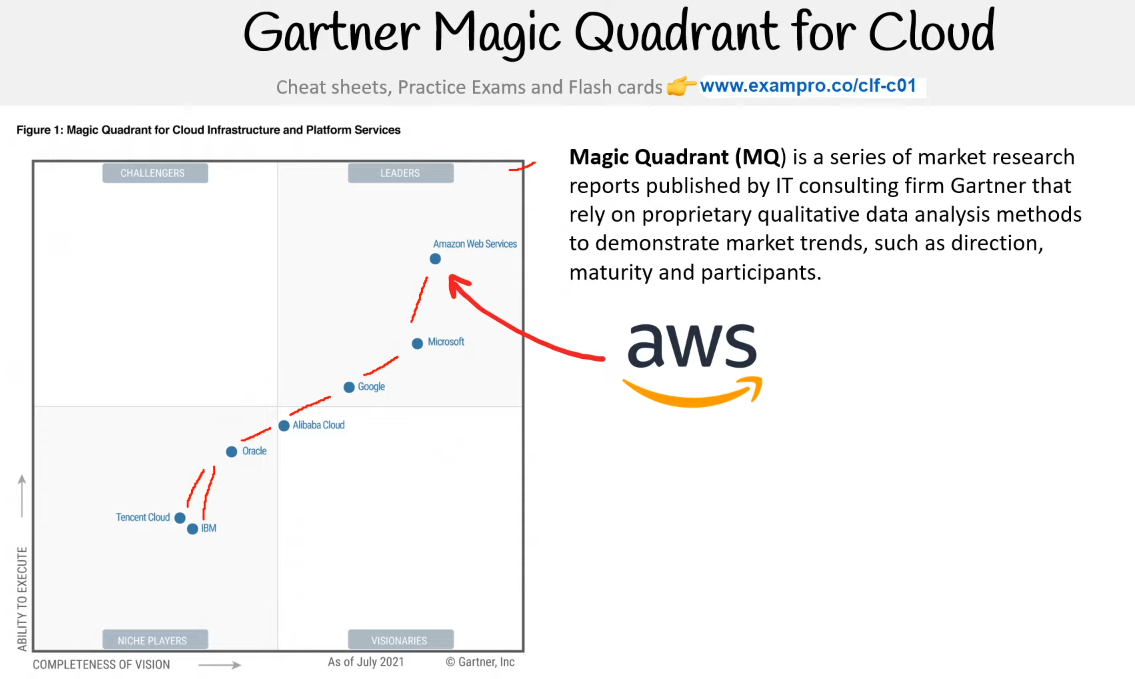 Gartner Magic Quadrant for Cloud
Cheat sheets, Practice Exams and Flash cards 👉 www.exampro.co/clf-c01
Figure 1: Magic Quadrant for Cloud Infrastructure and Platform Services
CHALLENGERS
LEADERS
Amazon Web Services
Microsoft
Google
Alibaba Cloud
Oracle
Tencent Cloud
IBM
NICHE PLAYERS
VISIONARIES
ABILITY TO EXECUTE
COMPLETENESS OF VISION
As of July 2021
© Gartner, Inc
Magic Quadrant (MQ) is a series of market research
reports published by IT consulting firm Gartner that
rely on proprietary qualitative data analysis methods
to demonstrate market trends, such as direction,
maturity and participants.
aws